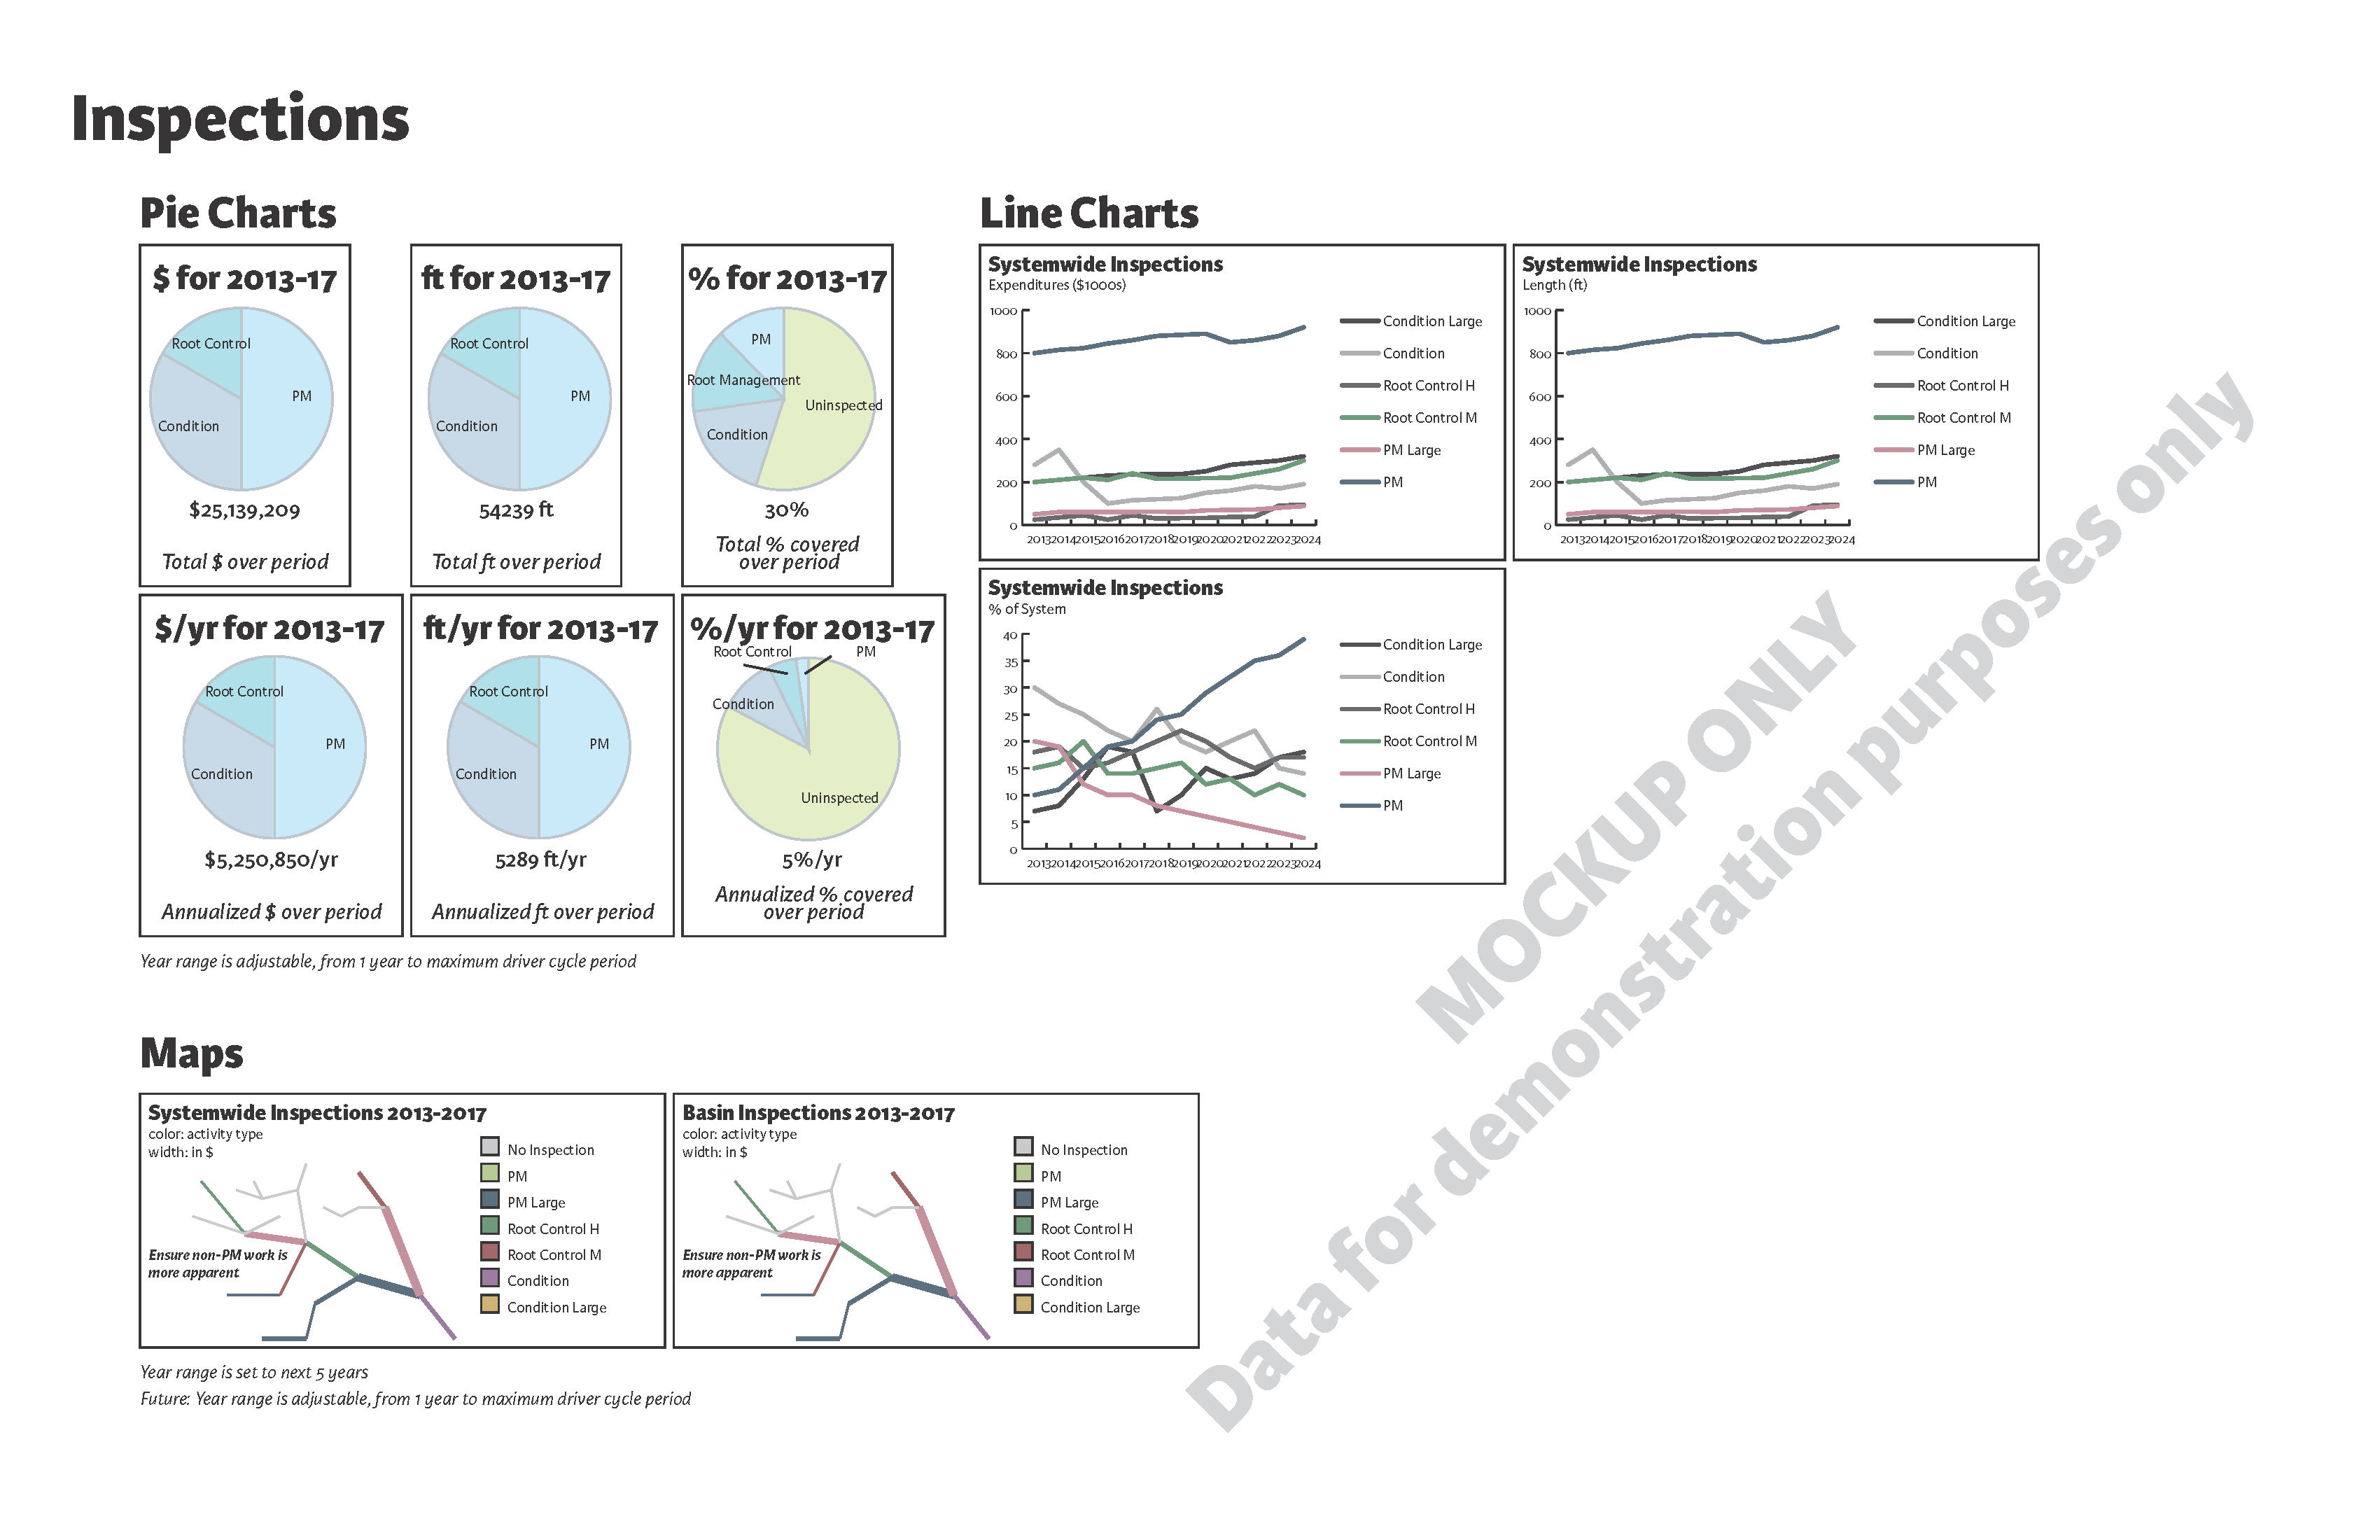 Inspections
Pie Charts
$ for 2013-17
Root Control
PM
Condition
$25,139,209
Total $ over period
ft for 2013-17
Root Control
PM
Condition
54239 ft
Total ft over period
% for 2013-17
PM
Root Management
Uninspected
Condition
30%
Total % covered
over period
$/yr for 2013-17
Root Control
PM
Condition
$5,250,850/yr
Annualized $ over period
ft/yr for 2013-17
Root Control
PM
Condition
5289 ft/yr
Annualized ft over period
%/yr for 2013-17
Root Control PM
Condition
Uninspected
5%/yr
Annualized % covered
over period
Year range is adjustable, from 1 year to maximum driver cycle period
Line Charts
Systemwide Inspections
Expenditures ($1000s)
1000
800
600
400
200
0
2013 2014 2015 2016 2017 2018 2019 2020 2021 2022 2023 2024
Condition Large
Condition
Root Control H
Root Control M
PM Large
PM
Systemwide Inspections
Length (ft)
1000
800
600
400
200
0
2013 2014 2015 2016 2017 2018 2019 2020 2021 2022 2023 2024
Condition Large
Condition
Root Control H
Root Control M
PM Large
PM
Systemwide Inspections
% of System
40
35
30
25
20
15
10
5
0
2013 2014 2015 2016 2017 2018 2019 2020 2021 2022 2023 2024
Condition Large
Condition
Root Control H
Root Control M
PM Large
PM
MOCKUP ONLY
Data for demonstration purposes only
Maps
Systemwide Inspections 2013-2017
color: activity type
width: in $
Ensure non-PM work is
more apparent
No Inspection
PM
PM Large
Root Control H
Root Control M
Condition
Condition Large
Basin Inspections 2013-2017
color: activity type
width: in $
Ensure non-PM work is
more apparent
No Inspection
PM
PM Large
Root Control H
Root Control M
Condition
Condition Large
Year range is set to next 5 years
Future: Year range is adjustable, from 1 year to maximum driver cycle period